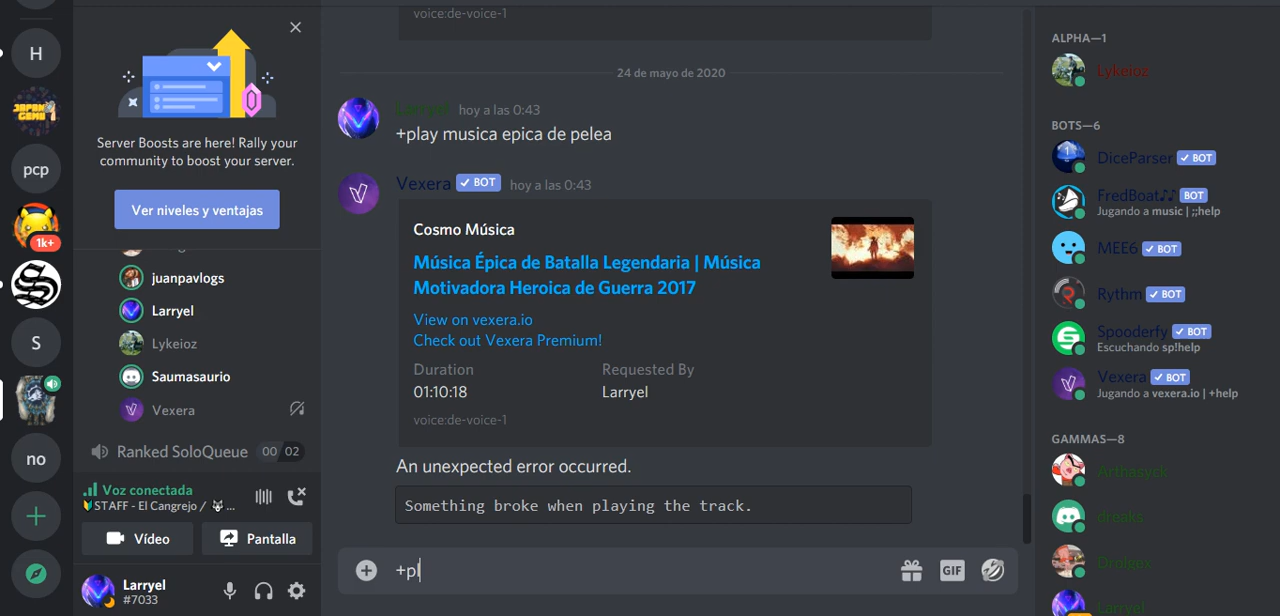 H
JAPAN
GEMU
pcp
1k+
S
no
Server Boosts are here! Rally your
community to boost your server.
Ver niveles y ventajas
juanpavlogs
Larryel
Lykeioz
Saumasaurio
Vexera
Ranked SoloQueue 00 02
Voz conectada
STAFF - El Cangrejo / ...
Vídeo
Pantalla
Larryel
#7033
voice:de-voice-1
24 de mayo de 2020
Larryel hoy a las 0:43
+play musica epica de pelea
Vexera BOT hoy a las 0:43
Cosmo Música
Música Épica de Batalla Legendaria | Música
Motivadora Heroica de Guerra 2017
View on vexera.io
Check out Vexera Premium!
Duration Requested By
01:10:18 Larryel
voice:de-voice-1
An unexpected error occurred.
Something broke when playing the track.
+pl
GIF
ALPHA—1
Lykeioz
BOTS—6
DiceParser BOT
FredBoat♪♪ BOT
Jugando a music | ;;help
MEE6 BOT
Rythm BOT
Spooderfy BOT
Escuchando sp!help
Vexera BOT
Jugando a vexera.io | +help
GAMMAS—8
Arthasyck
dreaks
Drolgox
Larryel